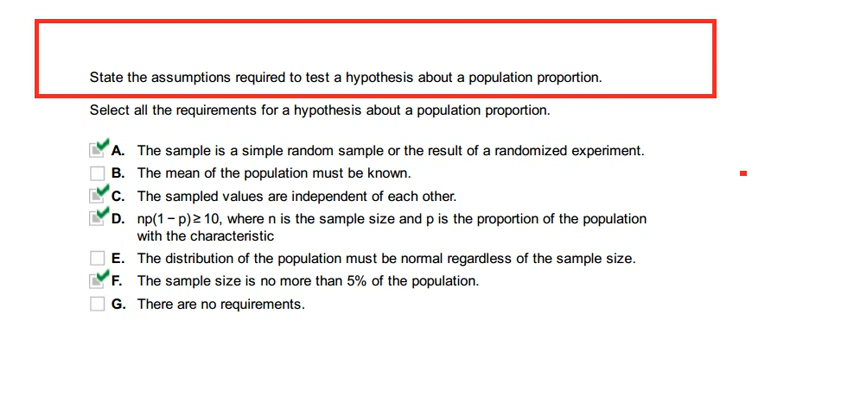 State the assumptions required to test a hypothesis about a population proportion.
Select all the requirements for a hypothesis about a population proportion.
A. The sample is a simple random sample or the result of a randomized experiment.
B. The mean of the population must be known.
C. The sampled values are independent of each other.
D. np(1 − p) ≥ 10, where n is the sample size and p is the proportion of the population
with the characteristic
E. The distribution of the population must be normal regardless of the sample size.
F. The sample size is no more than 5% of the population.
G. There are no requirements.